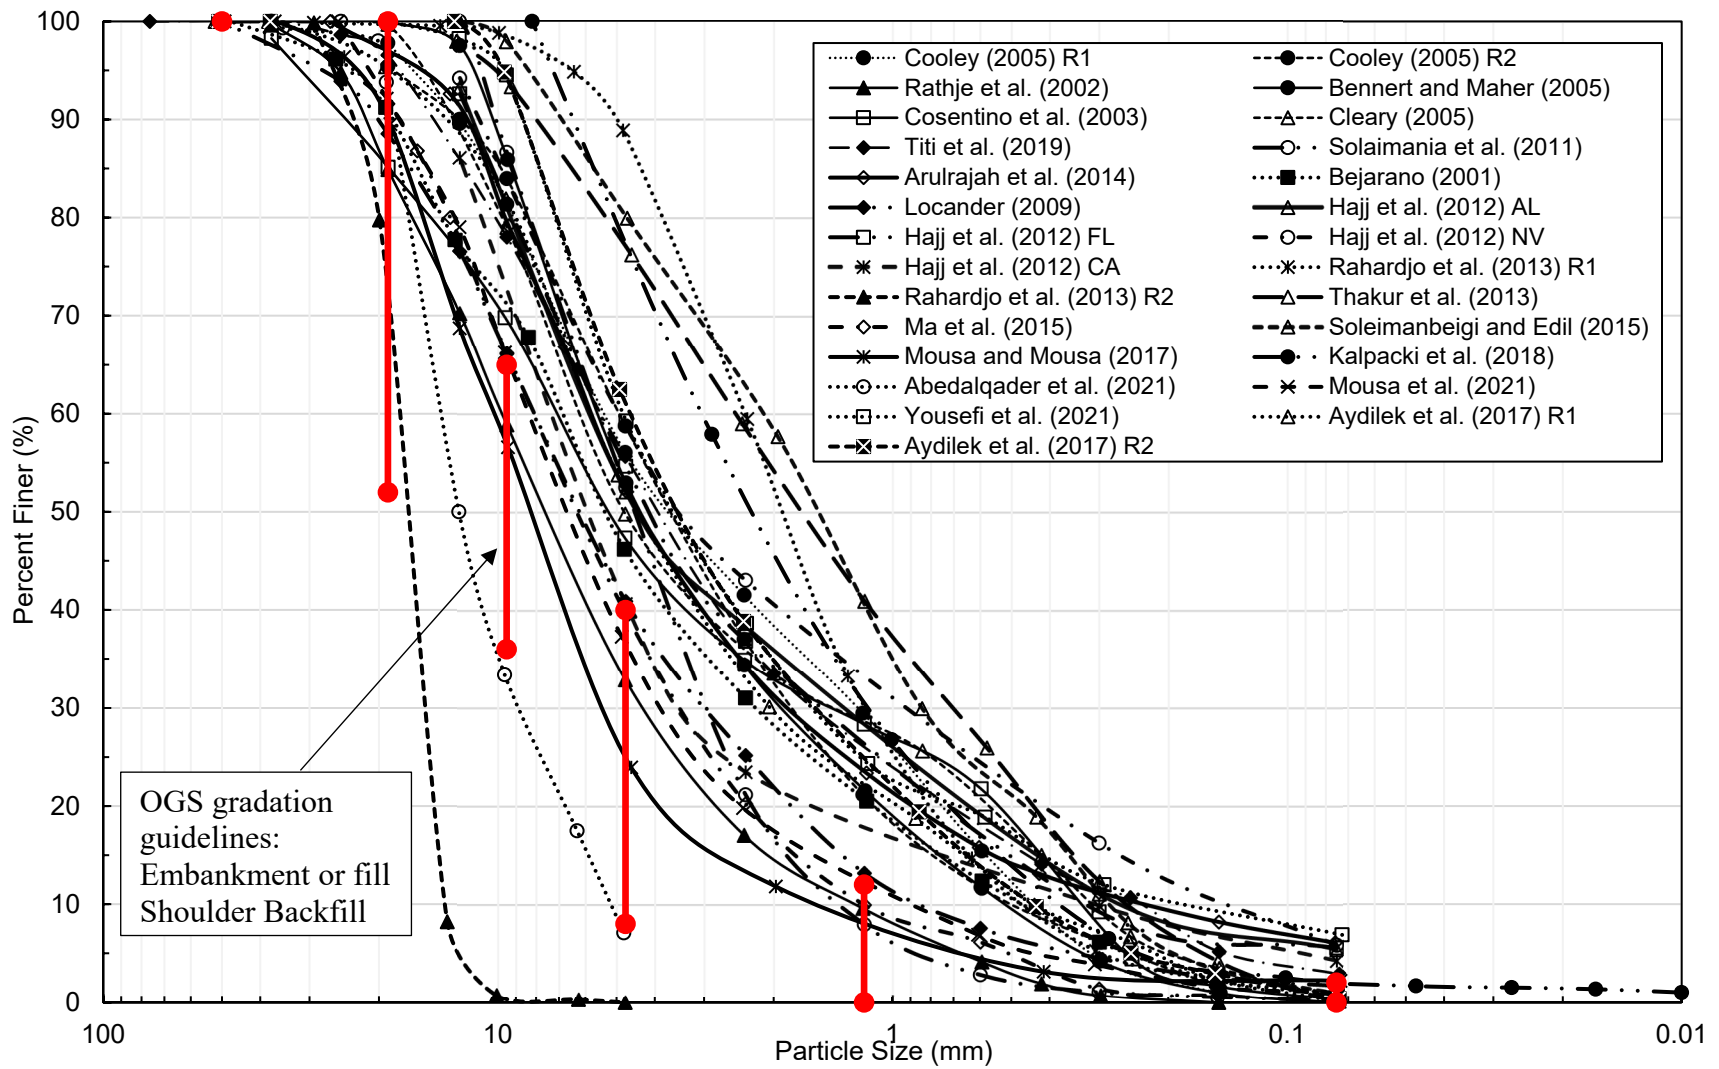 100
90
80
70
60
50
40
30
20
10
0
Percent Finer (%)
Cooley (2005) R1
Cooley (2005) R2
Rathje et al. (2002)
Bennert and Maher (2005)
Cosentino et al. (2003)
Cleary (2005)
Titi et al. (2019)
Solaimania et al. (2011)
Arulrajah et al. (2014)
Bejarano (2001)
Locander (2009)
Hajj et al. (2012) AL
Hajj et al. (2012) FL
Hajj et al. (2012) NV
Hajj et al. (2012) CA
Rahardjo et al. (2013) R1
Rahardjo et al. (2013) R2
Thakur et al. (2013)
Ma et al. (2015)
Soleimanbeigi and Edil (2015)
Mousa and Mousa (2017)
Kalpacki et al. (2018)
Abedalqader et al. (2021)
Mousa et al. (2021)
Yousefi et al. (2021)
Aydilek et al. (2017) R1
Aydilek et al. (2017) R2
OGS gradation
guidelines:
Embankment or fill
Shoulder Backfill
100
10
1
0.1
0.01
Particle Size (mm)